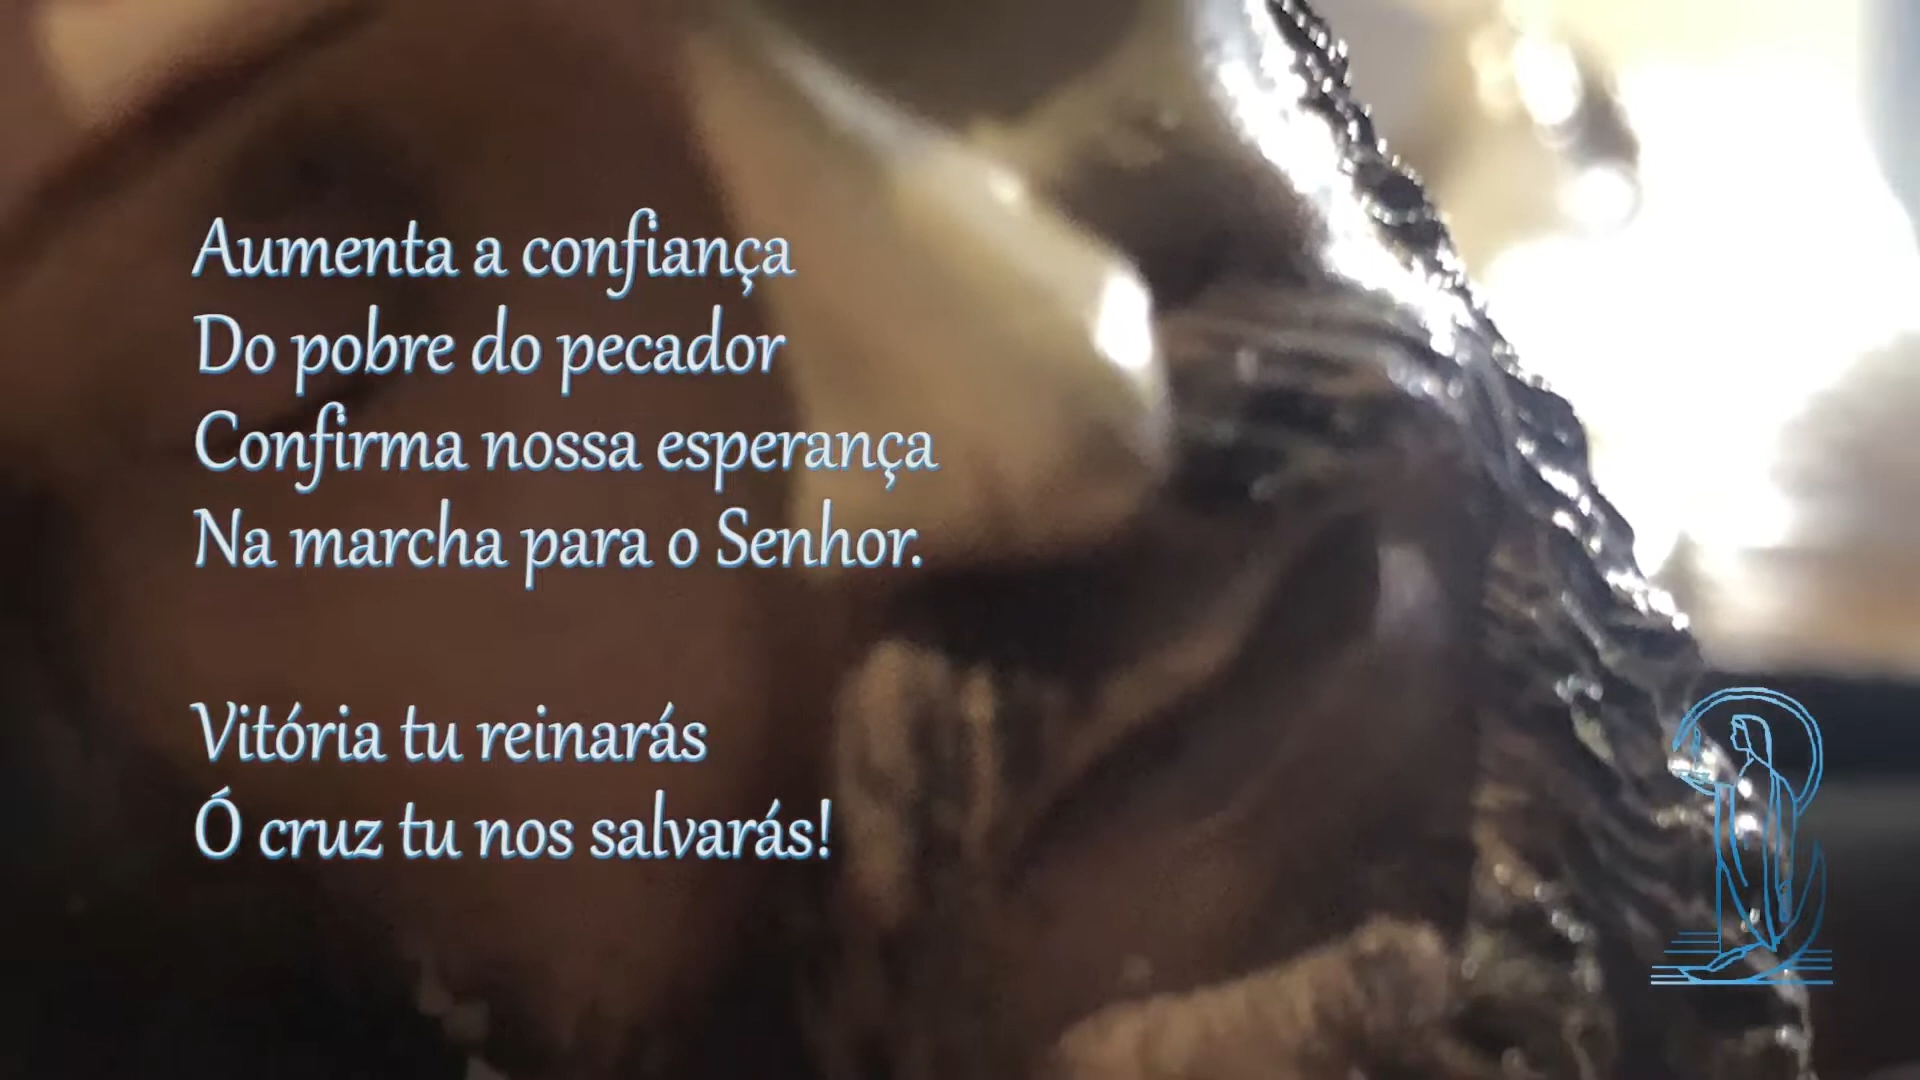 Aumenta a confiança
Do pobre do pecador
Confirma nossa esperança
Na marcha para o Senhor.
Vitória tu reinarás
Ó cruz tu nos salvarás!